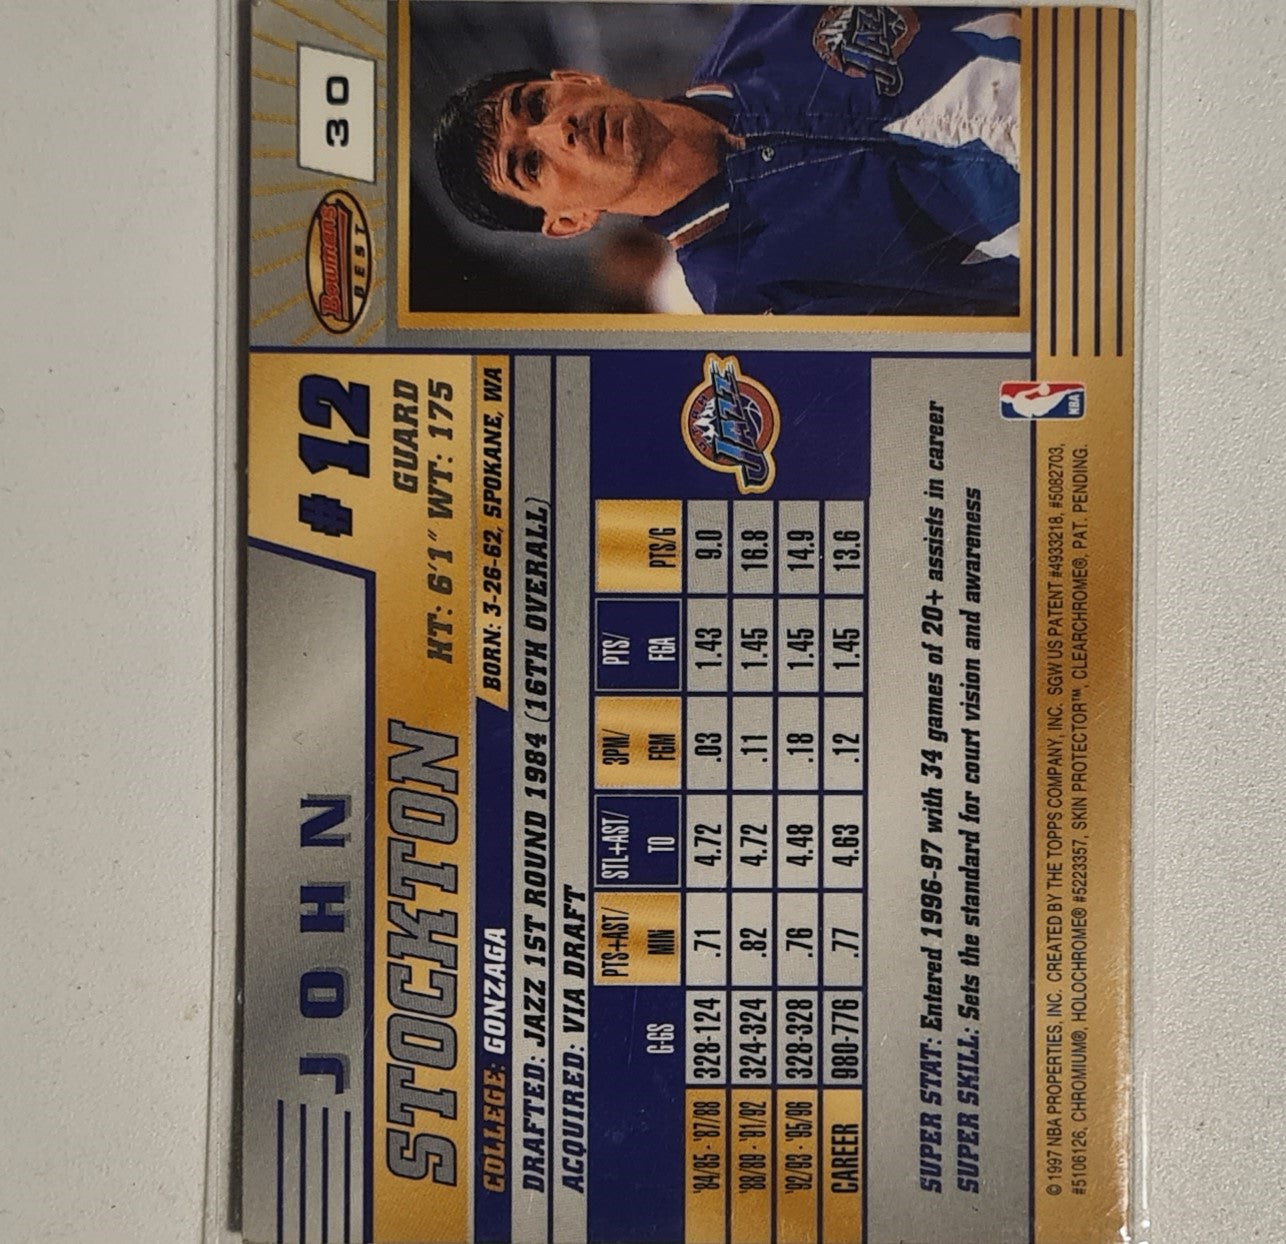 JOHN
STOCKTON
#12
GUARD
HT: 6'1" WT: 175
COLLEGE: GONZAGA
BORN: 3-26-62, SPOKANE, WA
DRAFTED: JAZZ 1ST ROUND 1984 (16TH OVERALL)
ACQUIRED: VIA DRAFT
Bowman's
BEST
30
JAZZ
G-GS PTS+AST/MIN STL+AST/TO 3PM/FGM PTS/FGA PTS/G
'84/85 - '87/88 328-124 .71 4.72 .03 1.43 9.0
'88/89 - '91/92 324-324 .82 4.72 .11 1.45 16.8
'92/93 - '95/96 328-328 .76 4.48 .18 1.45 14.9
CAREER 980-776 .77 4.63 .12 1.45 13.6
UTAH
JAZZ
SUPER STAT: Entered 1996-97 with 34 games of 20+ assists in career
SUPER SKILL: Sets the standard for court vision and awareness
NBA
© 1997 NBA PROPERTIES, INC. CREATED BY THE TOPPS COMPANY, INC. SGW US PATENT #4933218, #5082703,
#5106126, CHROMIUM®, HOLOCHROME® #5223357, SKIN PROTECTOR™, CLEARCHROME®, PAT. PENDING.